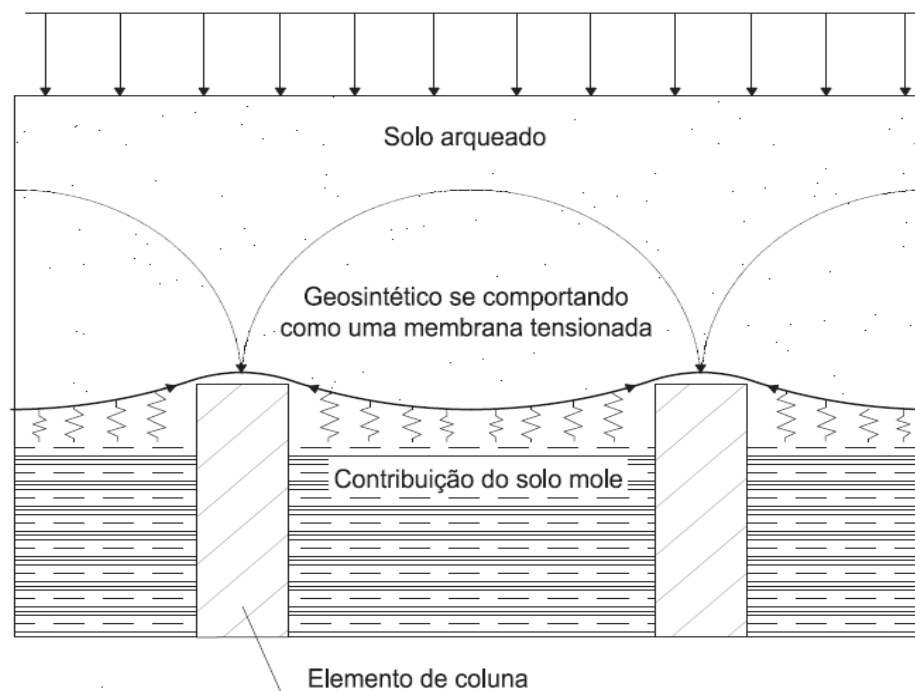 Solo arqueado
Geosintético se comportando
como uma membrana tensionada
Contribuição do solo mole
Elemento de coluna